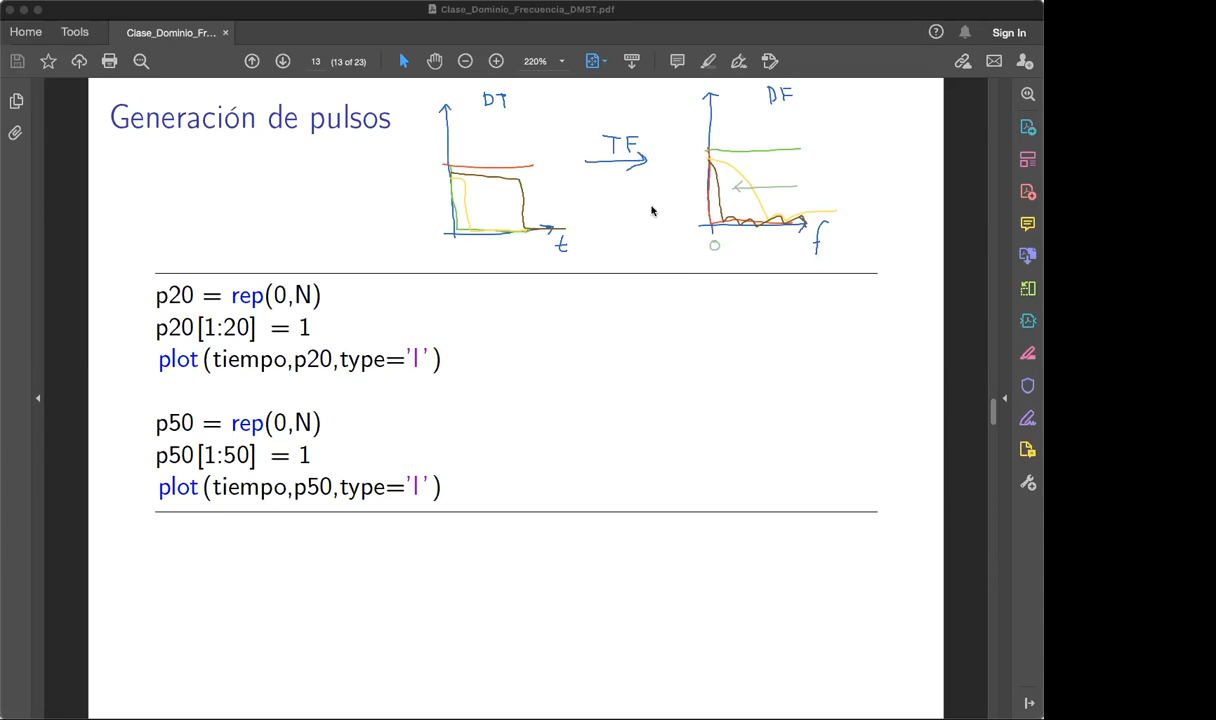 Clase_Dominio_Frecuencia_DMST.pdf
Home Tools Clase_Dominio_Fr... × Sign In
13 (13 of 23) 220%
Generación de pulsos
DT
TF
DF
t
0
f
p20 = rep(0,N)
p20[1:20] = 1
plot(tiempo,p20,type='l')
p50 = rep(0,N)
p50[1:50] = 1
plot(tiempo,p50,type='l')